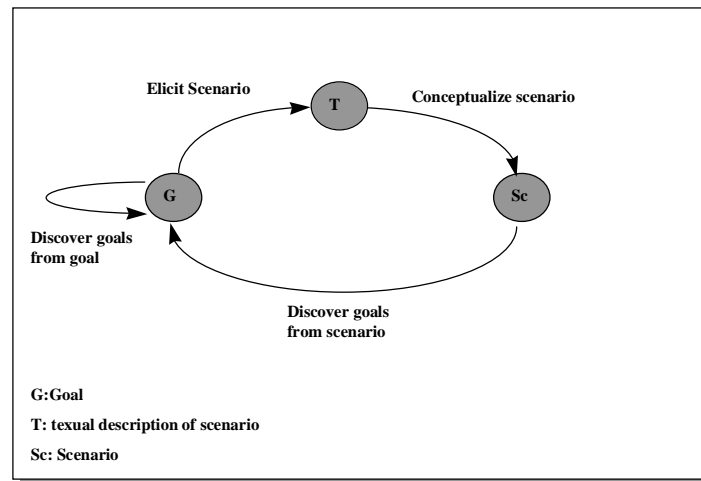 Elicit Scenario
T
Conceptualize scenario
G
Sc
Discover goals
from goal
Discover goals
from scenario
G:Goal
T: texual description of scenario
Sc: Scenario